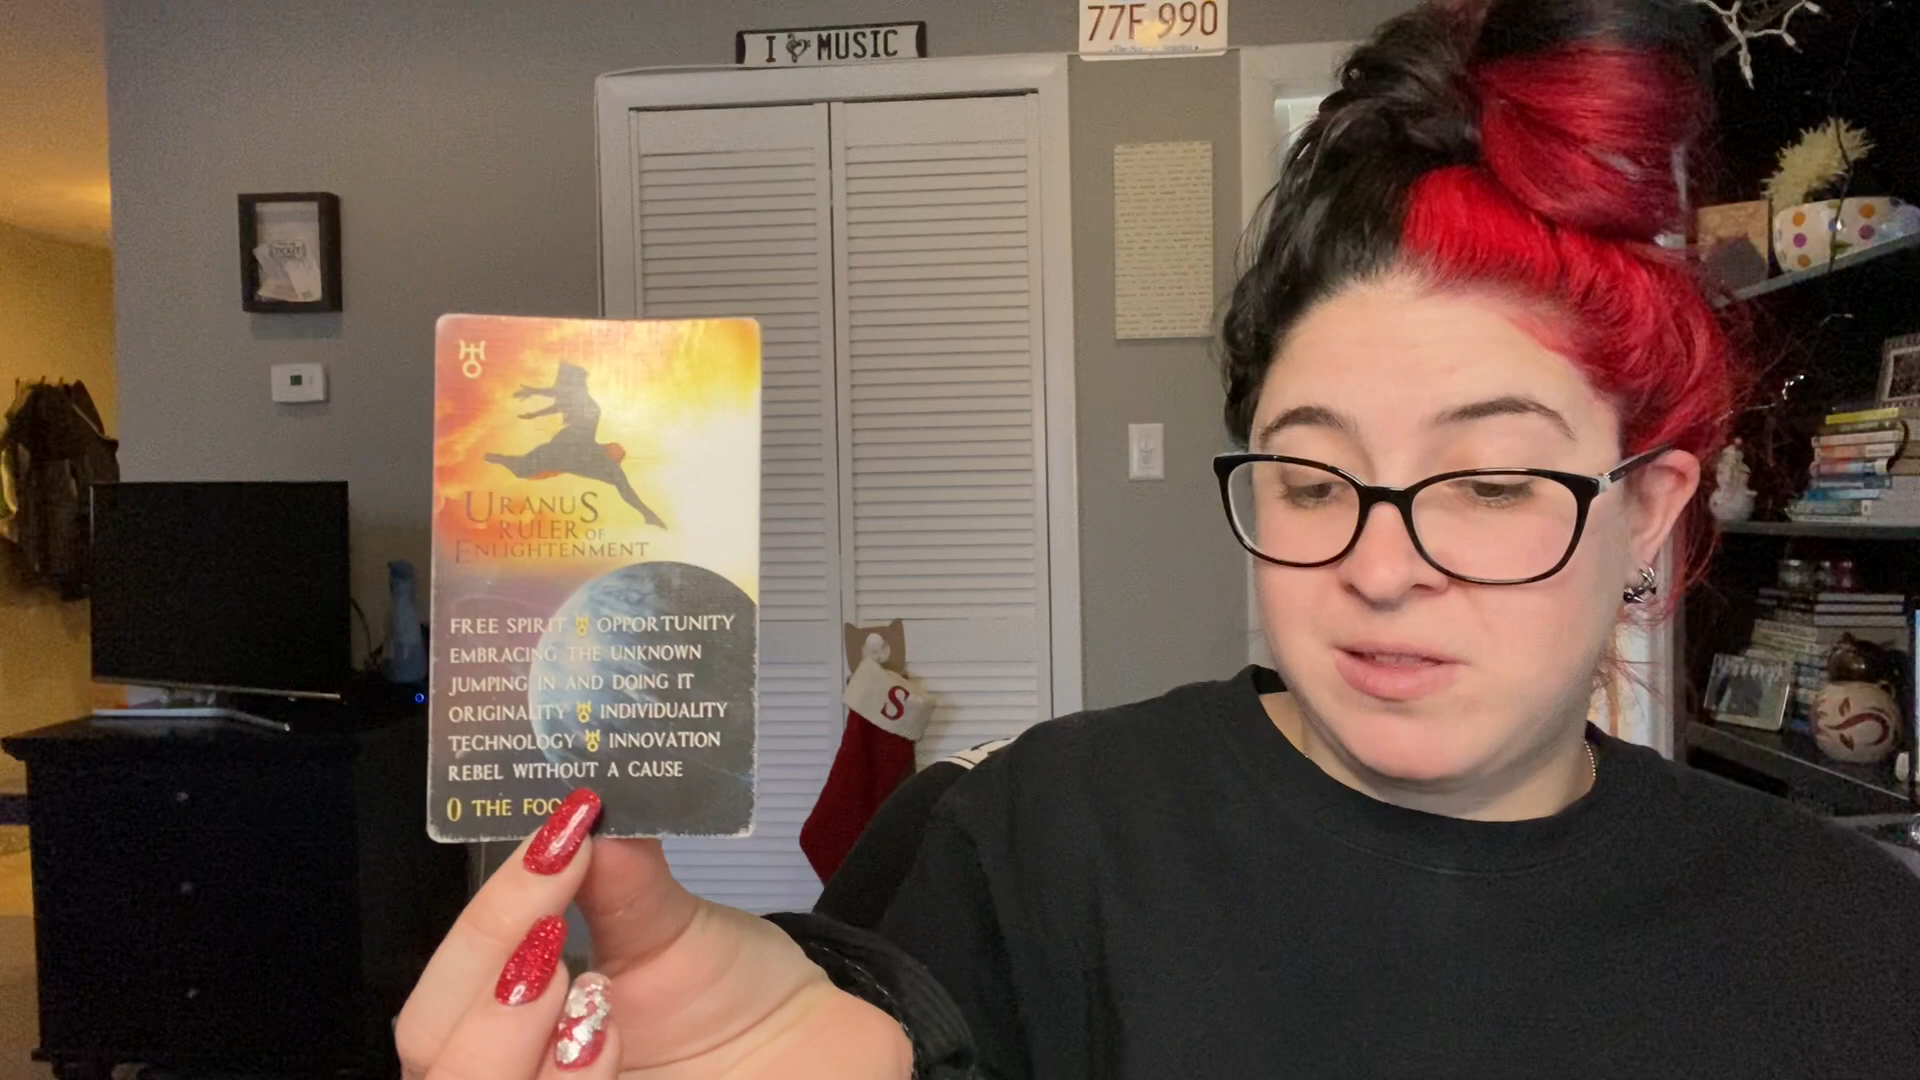 I MUSIC
77F 990
URANUS
RULER OF
ENLIGHTENMENT
FREE SPIRIT ♅ OPPORTUNITY
EMBRACING THE UNKNOWN
JUMPING IN AND DOING IT
ORIGINALITY ♅ INDIVIDUALITY
TECHNOLOGY ♅ INNOVATION
REBEL WITHOUT A CAUSE
0 THE FOO
S